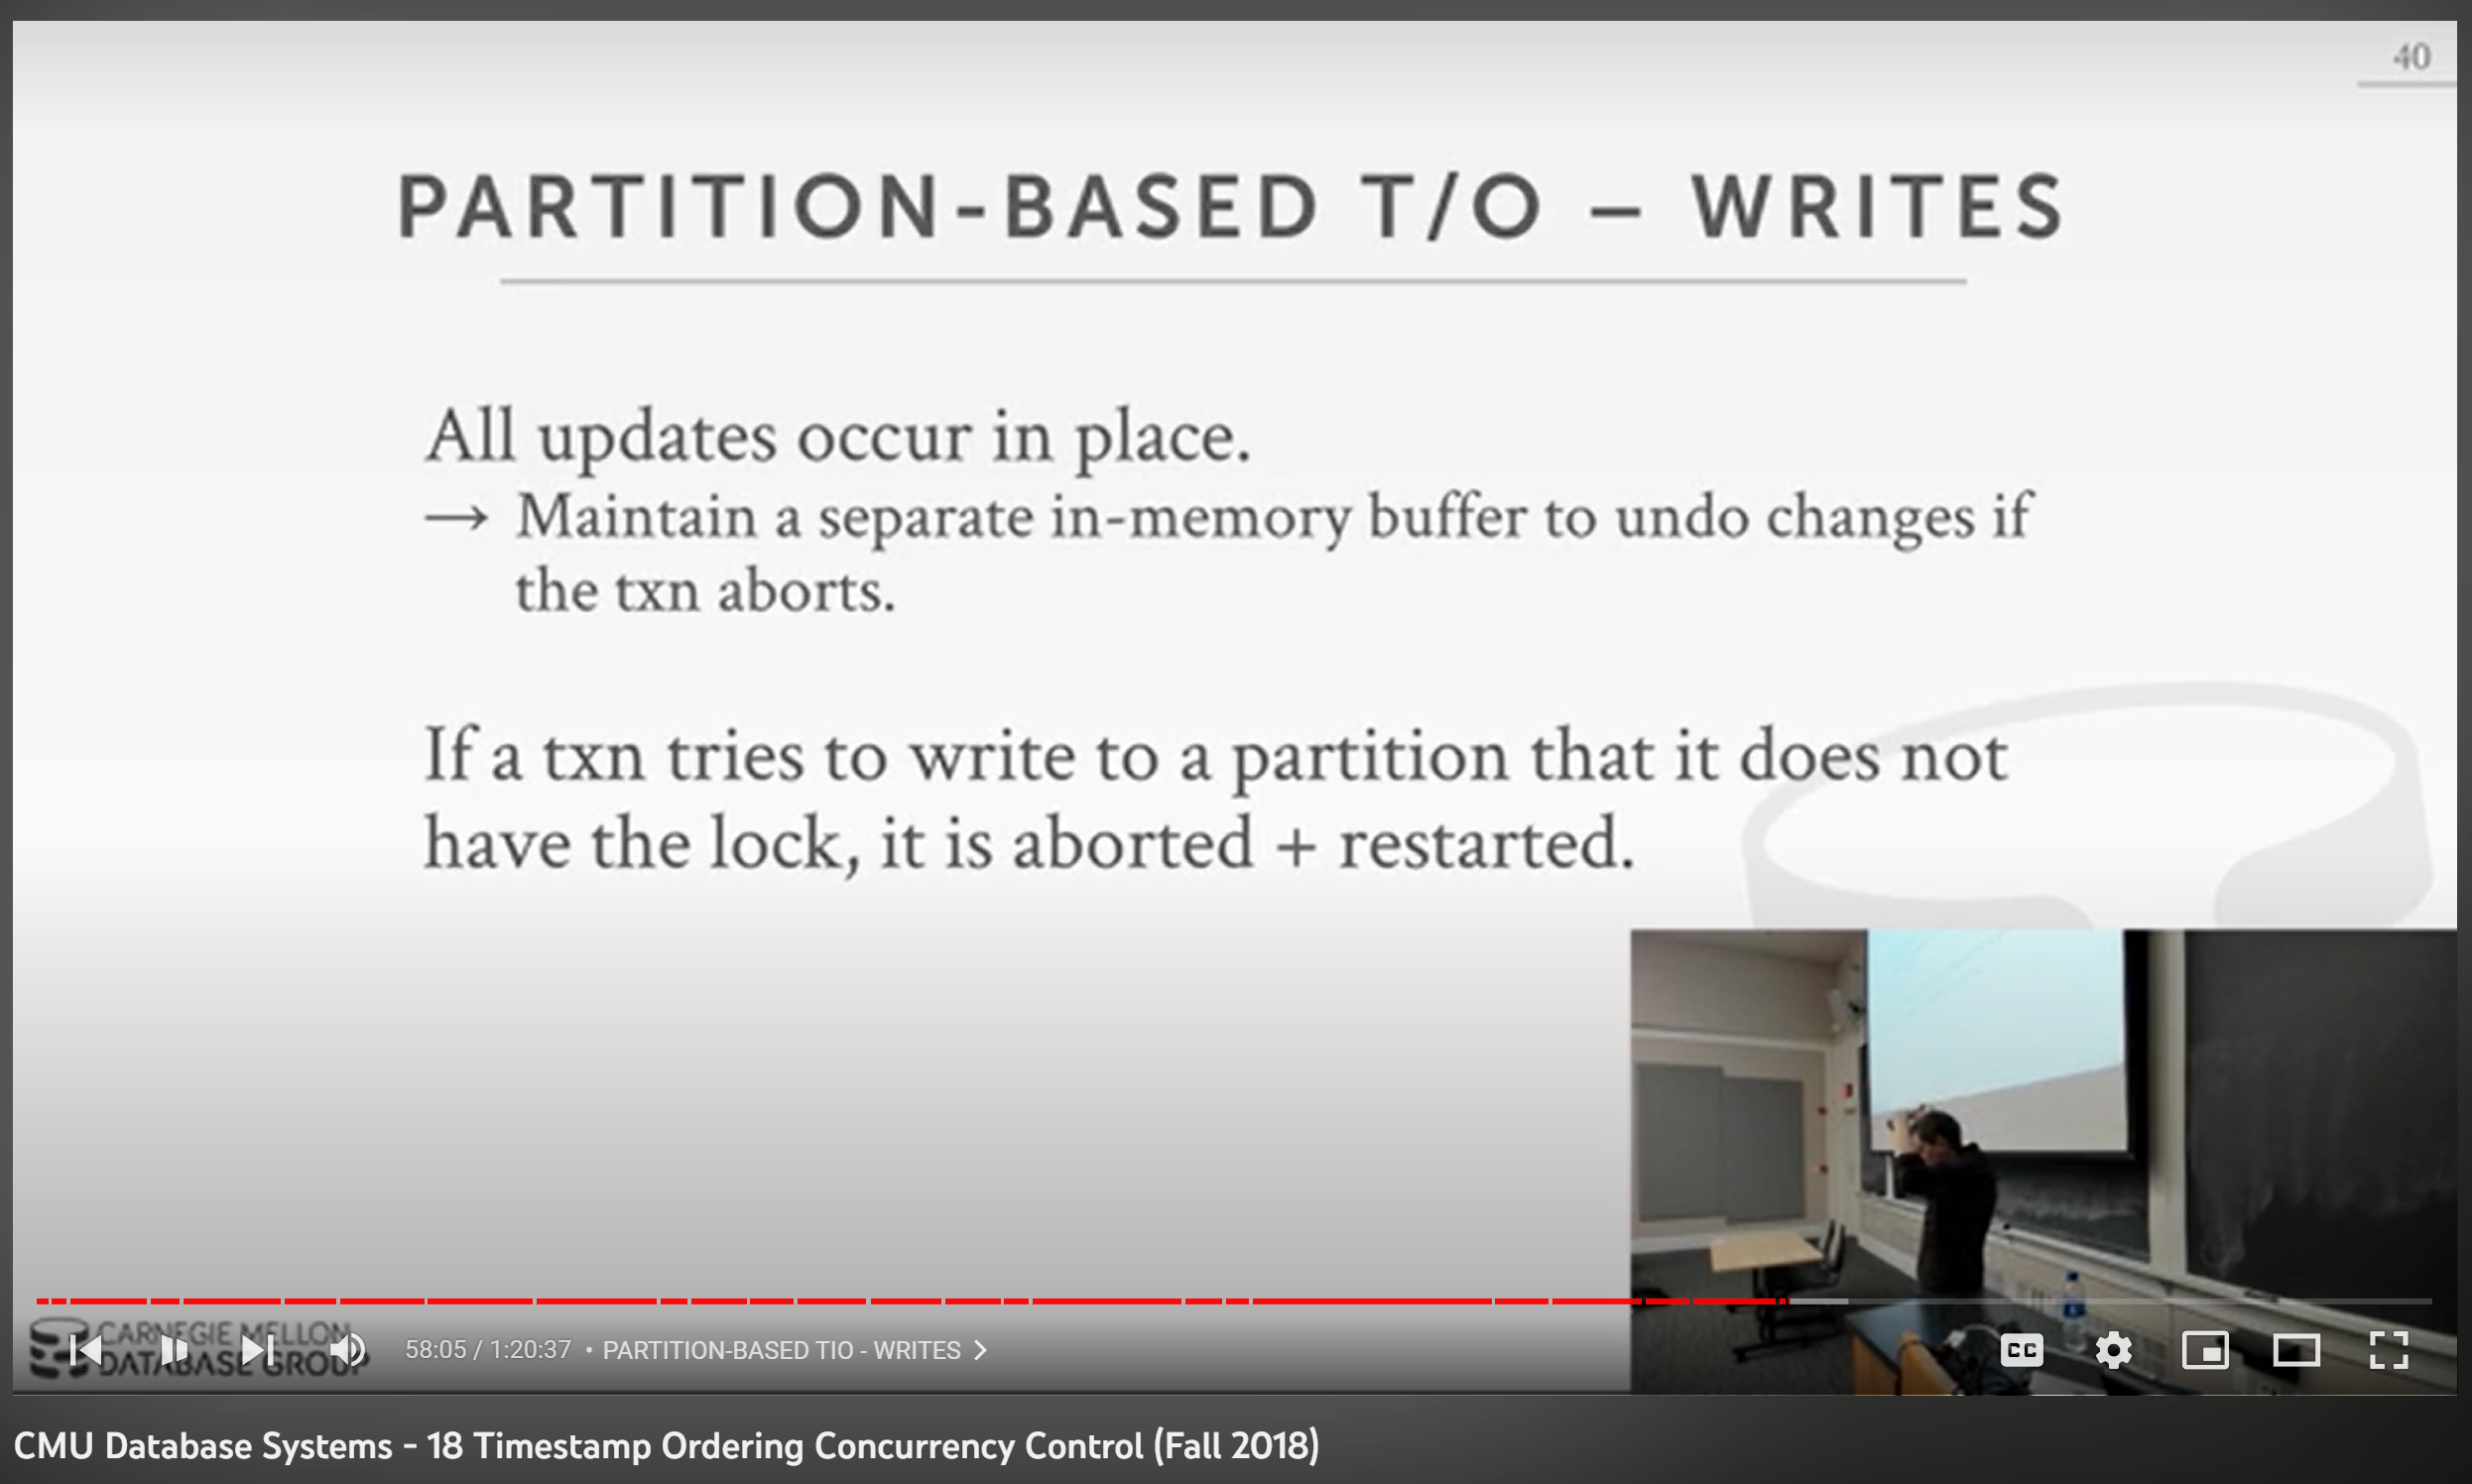 40
PARTITION-BASED T/O – WRITES
All updates occur in place.
→ Maintain a separate in-memory buffer to undo changes if
the txn aborts.
If a txn tries to write to a partition that it does not
have the lock, it is aborted + restarted.
CARNEGIE MELLON
DATABASE GROUP
58:05 / 1:20:37 • PARTITION-BASED TIO - WRITES
CC
CMU Database Systems - 18 Timestamp Ordering Concurrency Control (Fall 2018)